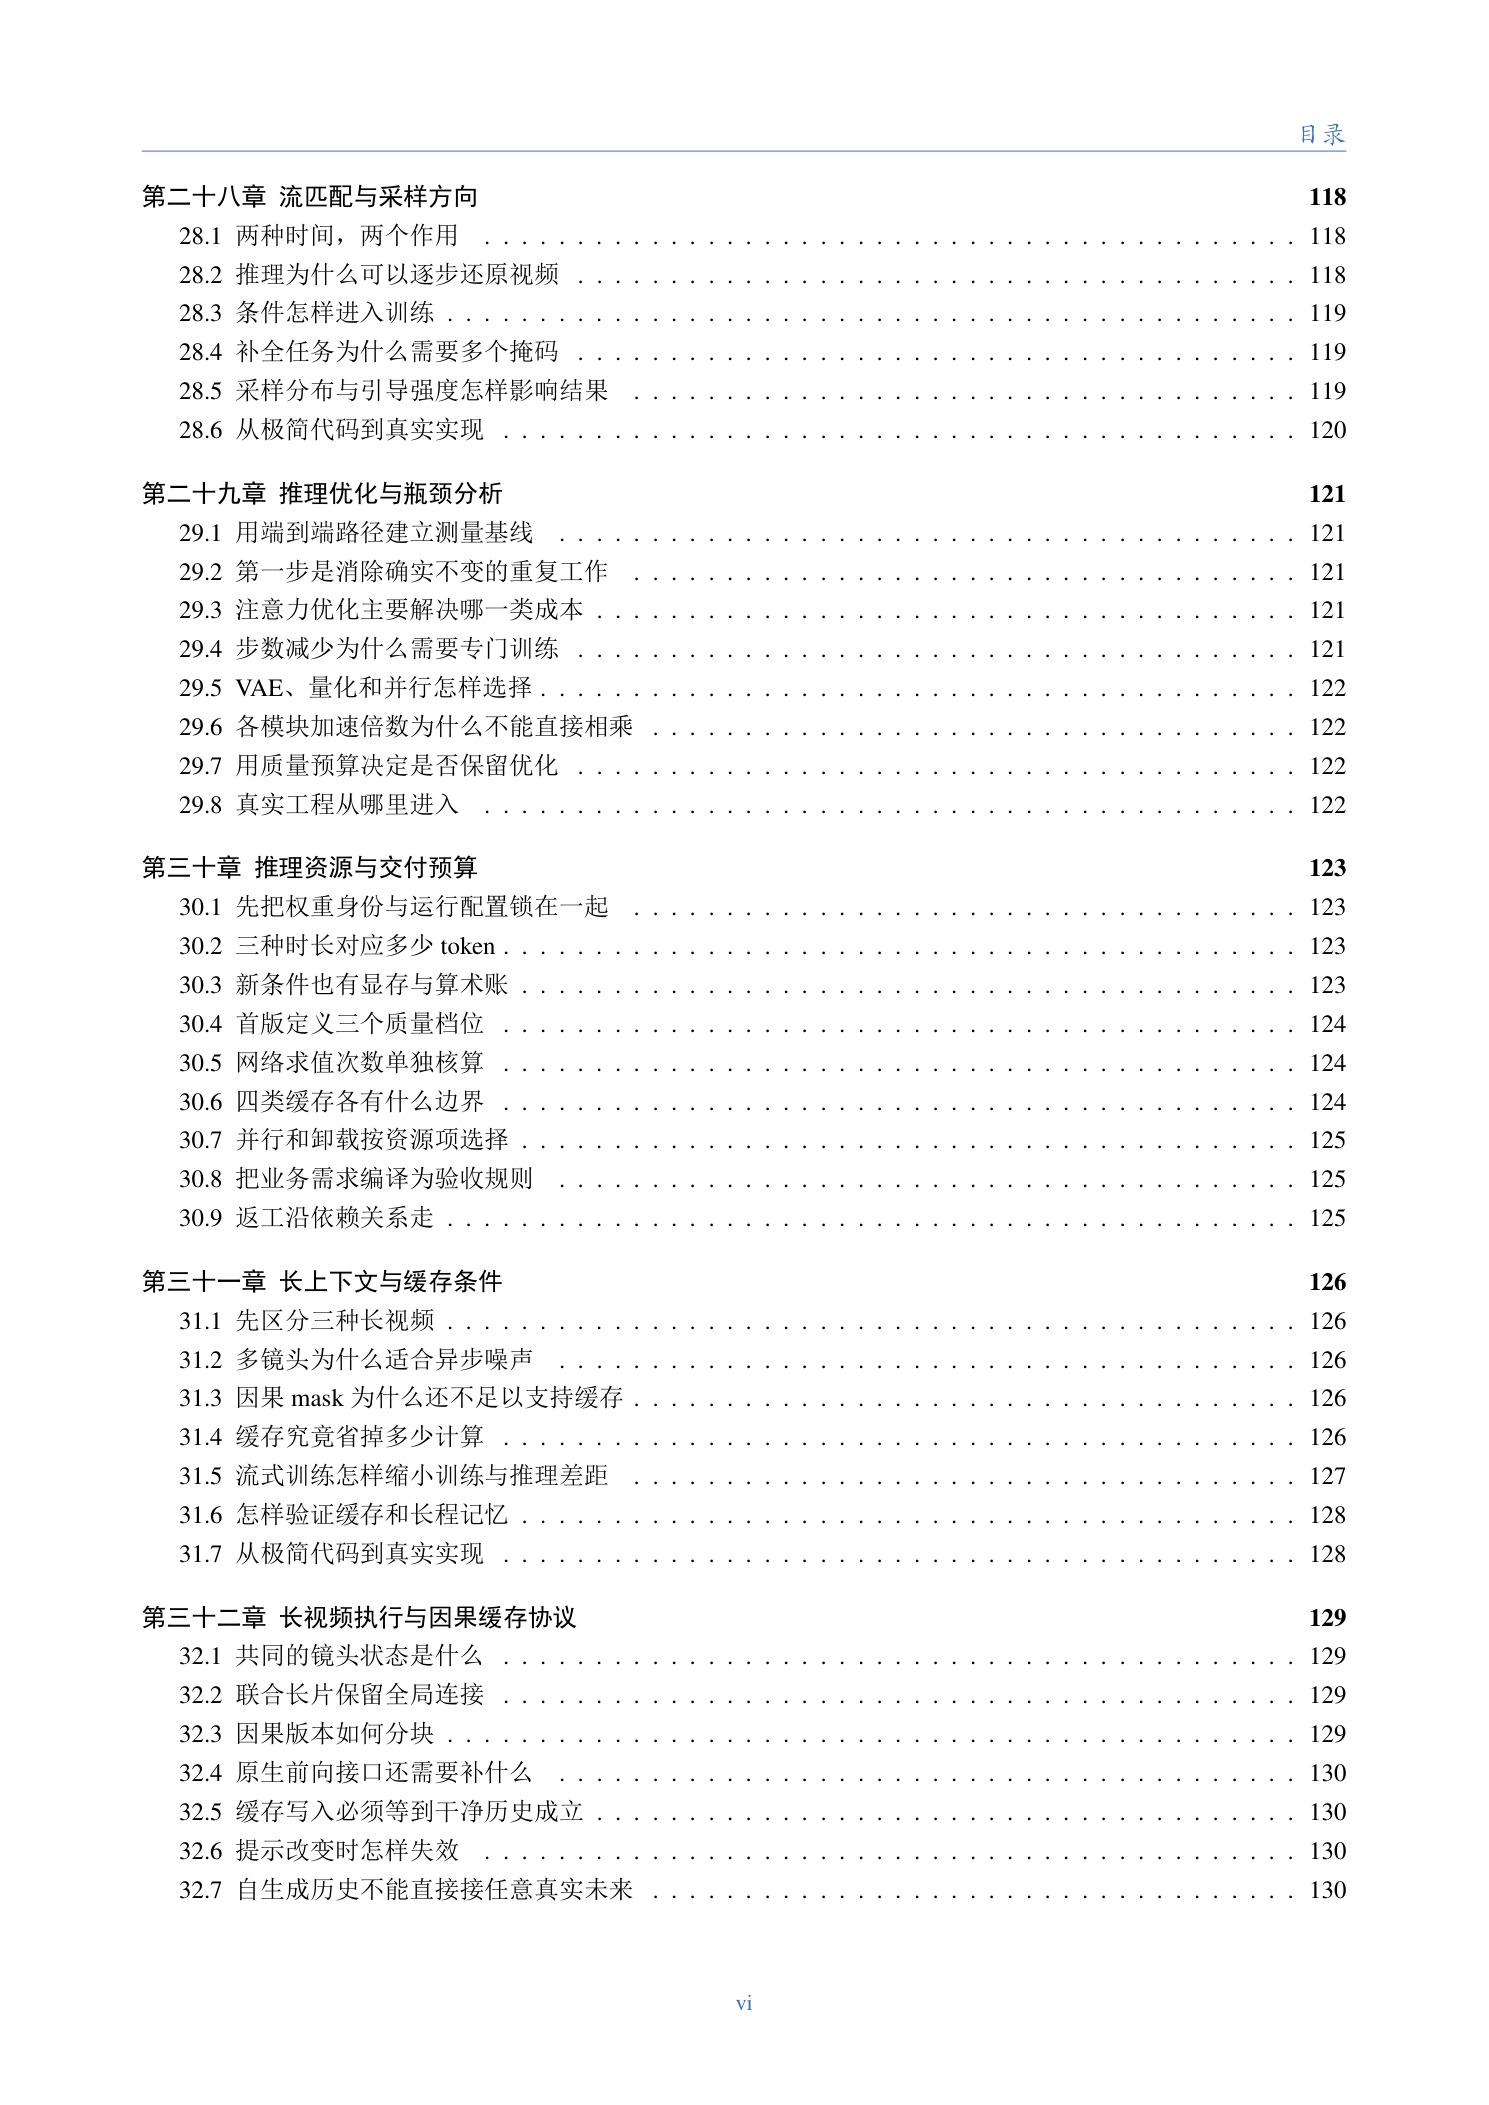 目录
第二十八章 流匹配与采样方向 118
28.1 两种时间，两个作用 . . . . . . . . . . 118
28.2 推理为什么可以逐步还原视频 . . . . . . . . . . 118
28.3 条件怎样进入训练 . . . . . . . . . . 119
28.4 补全任务为什么需要多个掩码 . . . . . . . . . . 119
28.5 采样分布与引导强度怎样影响结果 . . . . . . . . . . 119
28.6 从极简代码到真实实现 . . . . . . . . . . 120
第二十九章 推理优化与瓶颈分析 121
29.1 用端到端路径建立测量基线 . . . . . . . . . . 121
29.2 第一步是消除确实不变的重复工作 . . . . . . . . . . 121
29.3 注意力优化主要解决哪一类成本 . . . . . . . . . . 121
29.4 步数减少为什么需要专门训练 . . . . . . . . . . 121
29.5 VAE、量化和并行怎样选择 . . . . . . . . . . 122
29.6 各模块加速倍数为什么不能直接相乘 . . . . . . . . . . 122
29.7 用质量预算决定是否保留优化 . . . . . . . . . . 122
29.8 真实工程从哪里进入 . . . . . . . . . . 122
第三十章 推理资源与交付预算 123
30.1 先把权重身份与运行配置锁在一起 . . . . . . . . . . 123
30.2 三种时长对应多少 token . . . . . . . . . . 123
30.3 新条件也有显存与算术账 . . . . . . . . . . 123
30.4 首版定义三个质量档位 . . . . . . . . . . 124
30.5 网络求值次数单独核算 . . . . . . . . . . 124
30.6 四类缓存各有什么边界 . . . . . . . . . . 124
30.7 并行和卸载按资源项选择 . . . . . . . . . . 125
30.8 把业务需求编译为验收规则 . . . . . . . . . . 125
30.9 返工沿依赖关系走 . . . . . . . . . . 125
第三十一章 长上下文与缓存条件 126
31.1 先区分三种长视频 . . . . . . . . . . 126
31.2 多镜头为什么适合异步噪声 . . . . . . . . . . 126
31.3 因果 mask 为什么还不足以支持缓存 . . . . . . . . . . 126
31.4 缓存究竟省掉多少计算 . . . . . . . . . . 126
31.5 流式训练怎样缩小训练与推理差距 . . . . . . . . . . 127
31.6 怎样验证缓存和长程记忆 . . . . . . . . . . 128
31.7 从极简代码到真实实现 . . . . . . . . . . 128
第三十二章 长视频执行与因果缓存协议 129
32.1 共同的镜头状态是什么 . . . . . . . . . . 129
32.2 联合长片保留全局连接 . . . . . . . . . . 129
32.3 因果版本如何分块 . . . . . . . . . . 129
32.4 原生前向接口还需要补什么 . . . . . . . . . . 130
32.5 缓存写入必须等到干净历史成立 . . . . . . . . . . 130
32.6 提示改变时怎样失效 . . . . . . . . . . 130
32.7 自生成历史不能直接接任意真实未来 . . . . . . . . . . 130
vi